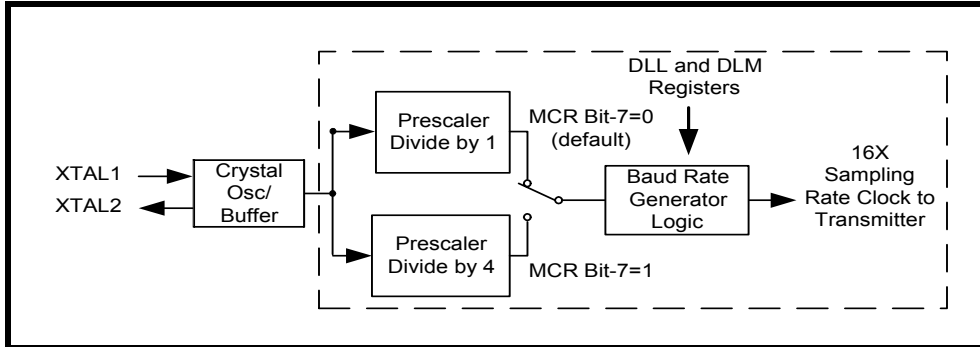 DLL and DLM
Registers
Prescaler
Divide by 1
MCR Bit-7=0
(default)
XTAL1
XTAL2
Crystal
Osc/
Buffer
Baud Rate
Generator
Logic
16X
Sampling
Rate Clock to
Transmitter
Prescaler
Divide by 4
MCR Bit-7=1